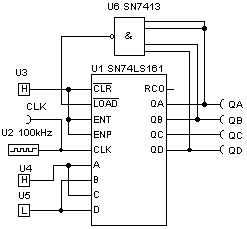 U6 SN7413
&
U1 SN74LS161
U3
H
CLR
RCO
CLK
LOAD
QA
QA
ENT
QB
QB
U2 100kHz
ENP
QC
QC
CLK
QD
QD
U4
H
A
B
U5
C
L
D